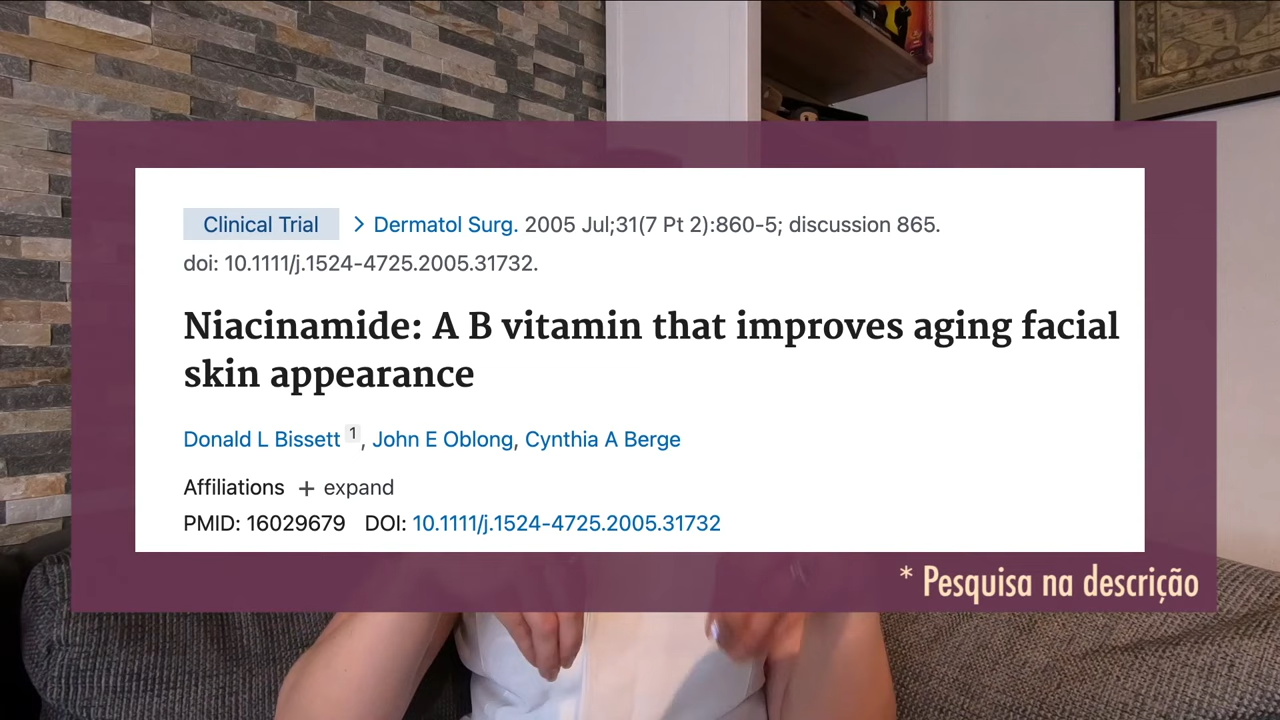 Clinical Trial > Dermatol Surg. 2005 Jul;31(7 Pt 2):860-5; discussion 865.
doi: 10.1111/j.1524-4725.2005.31732.
Niacinamide: A B vitamin that improves aging facial
skin appearance
Donald L Bissett 1, John E Oblong, Cynthia A Berge
Affiliations + expand
PMID: 16029679 DOI: 10.1111/j.1524-4725.2005.31732
* Pesquisa na descrição